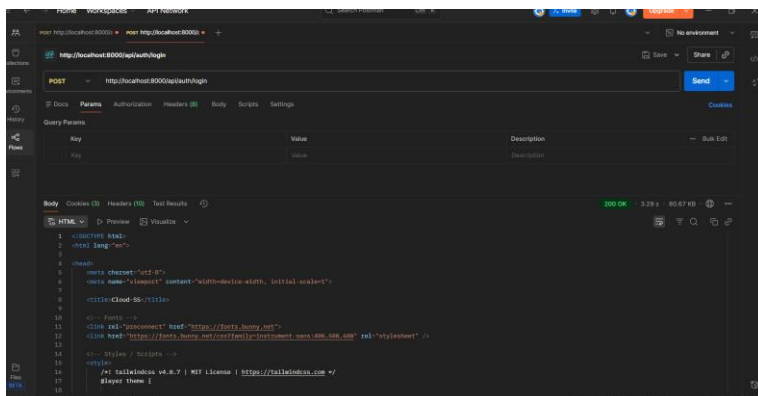 Home Workspaces API Network
Search Postman Ctrl K
Invite
Upgrade
POST http://localhost:8000/ POST http://localhost:8000/
No environment
http://localhost:8000/api/auth/login
Save
Share
POST http://localhost:8000/api/auth/login
Send
Docs Params Authorization Headers (8) Body Scripts Settings
Cookies
Query Params
Key Value Description Bulk Edit
Key Value Description
History
Flows
Body Cookies (3) Headers (10) Test Results
200 OK 3.29 s 80.67 KB
HTML Preview Visualize
1 <!DOCTYPE html>
2 <html lang="en">
3
4 <head>
5 <meta charset="utf-8">
6 <meta name="viewport" content="width=device-width, initial-scale=1">
7
8 <title>Cloud-SS</title>
9
10 <!-- Fonts -->
11 <link rel="preconnect" href="https://fonts.bunny.net">
12 <link href="https://fonts.bunny.net/css?family=instrument-sans:400,500,600" rel="stylesheet" />
13
14 <!-- Styles / Scripts -->
15 <style>
16 /*! tailwindcss v4.0.7 | MIT License | https://tailwindcss.com */
17 @layer theme {
18
Files
BETA